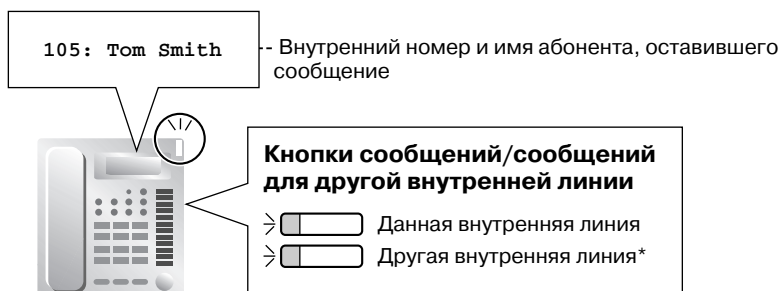 105: Tom Smith
Внутренний номер и имя абонента, оставившего
сообщение
Кнопки сообщений/сообщений
для другой внутренней линии
Данная внутренняя линия
Другая внутренняя линия*